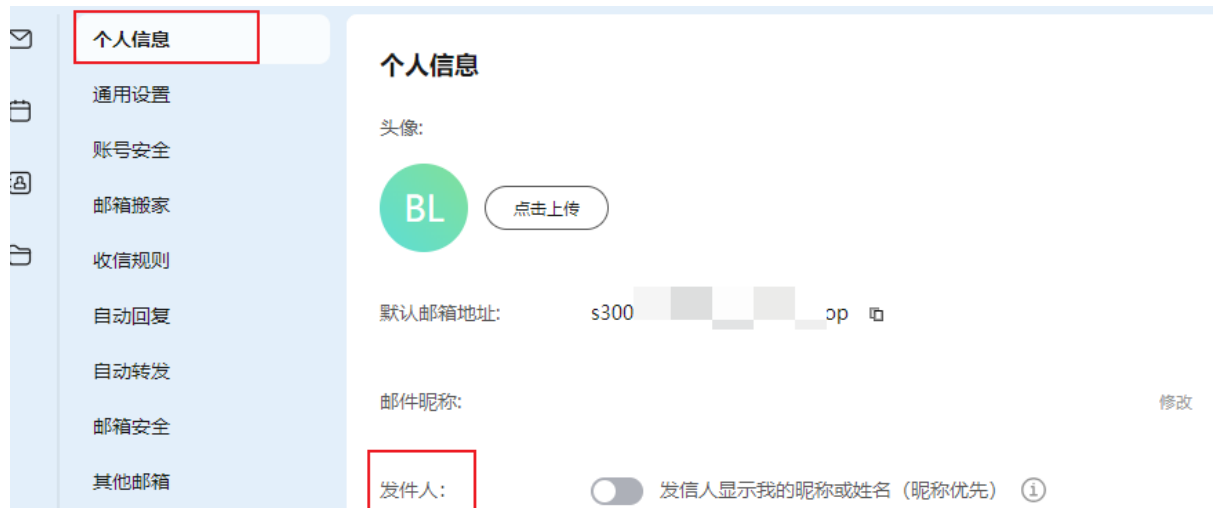 个人信息
通用设置
账号安全
邮箱搬家
收信规则
自动回复
自动转发
邮箱安全
其他邮箱
个人信息
头像:
BL
点击上传
默认邮箱地址: s300 op
邮件昵称: 修改
发件人: 发信人显示我的昵称或姓名（昵称优先）